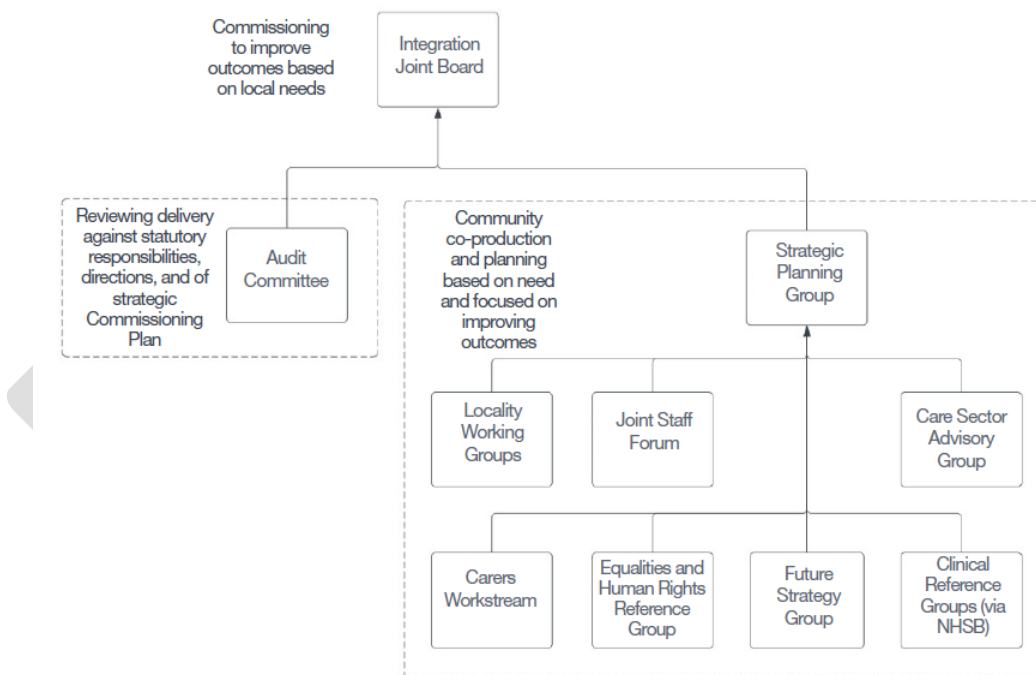 Commissioning
to improve
outcomes based
on local needs
Integration
Joint Board
Reviewing delivery
against statutory
responsibilities,
directions, and of
strategic
Commissioning
Plan
Audit
Committee
Community
co-production
and planning
based on need
and focused on
improving
outcomes
Strategic
Planning
Group
Locality
Working
Groups
Joint Staff
Forum
Care Sector
Advisory
Group
Carers
Workstream
Equalities and
Human Rights
Reference
Group
Future
Strategy
Group
Clinical
Reference
Groups (via
NHSB)